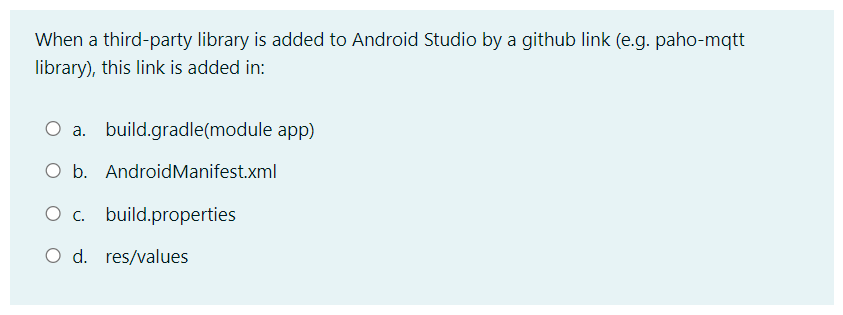 When a third-party library is added to Android Studio by a github link (e.g. paho-mqtt
library), this link is added in:
a. build.gradle(module app)
b. AndroidManifest.xml
c. build.properties
d. res/values